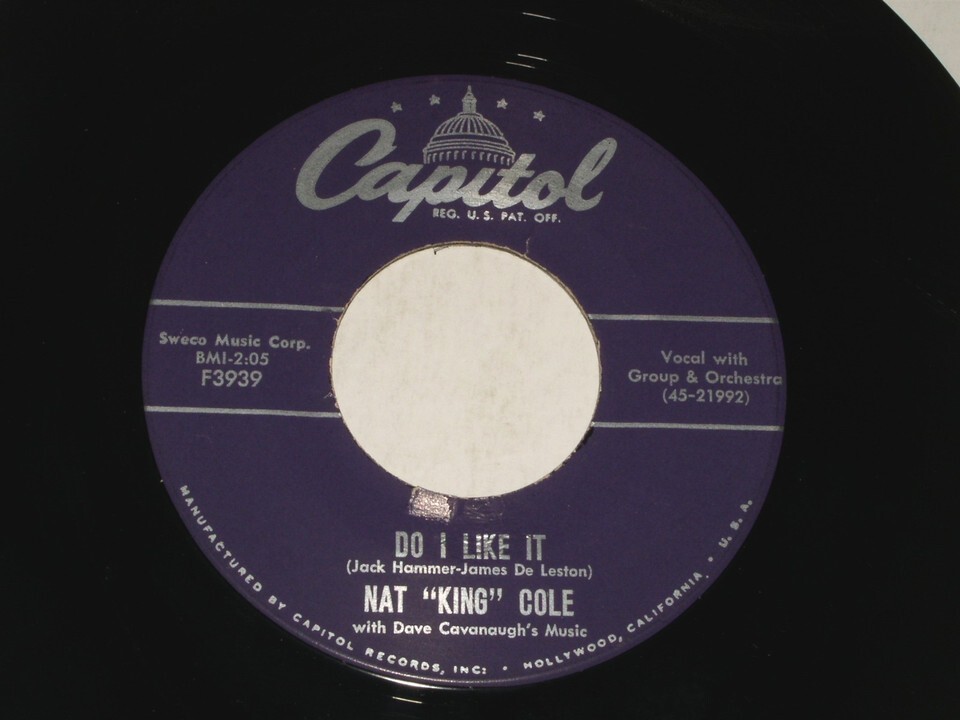 Capitol
REG. U.S. PAT. OFF.
Sweco Music Corp.
BMI-2:05
F3939
Vocal with
Group & Orchestra
(45-21992)
DO I LIKE IT
(Jack Hammer-James De Leston)
NAT "KING" COLE
with Dave Cavanaugh's Music
MANUFACTURED BY CAPITOL RECORDS, INC. • HOLLYWOOD, CALIFORNIA • U.S.A.